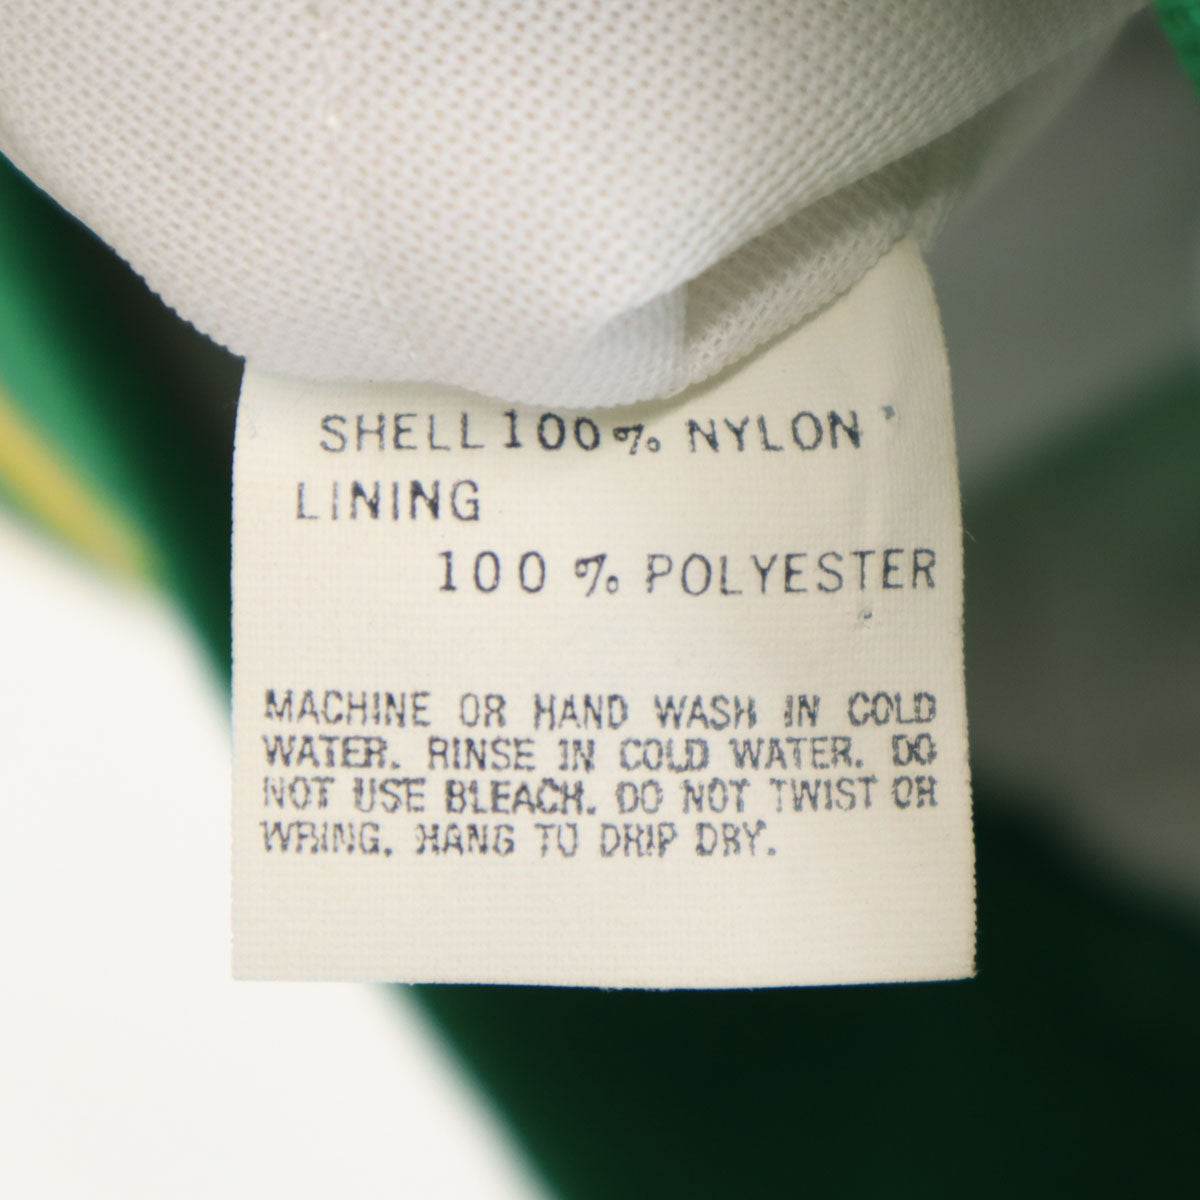 SHELL 100% NYLON
LINING
100% POLYESTER
MACHINE OR HAND WASH IN COLD
WATER. RINSE IN COLD WATER. DO
NOT USE BLEACH. DO NOT TWIST OR
WRING. HANG TO DRIP DRY.